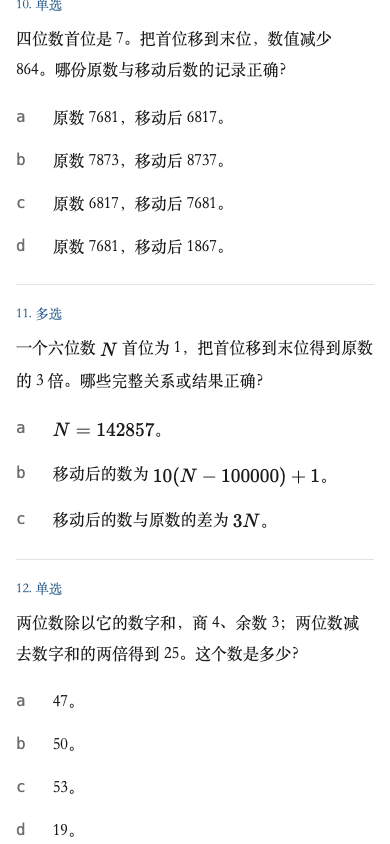 10. 单选
四位数首位是 7。把首位移到末位，数值减少
864。哪份原数与移动后数的记录正确?
a 原数 7681，移动后 6817。
b 原数 7873，移动后 8737。
c 原数 6817，移动后 7681。
d 原数 7681，移动后 1867。
11. 多选
一个六位数 N 首位为 1，把首位移到末位得到原数
的 3 倍。哪些完整关系或结果正确?
a N = 142857。
b 移动后的数为 10(N − 100000) + 1。
c 移动后的数与原数的差为 3N。
12. 单选
两位数除以它的数字和，商 4、余数 3；两位数减
去数字和的两倍得到 25。这个数是多少?
a 47。
b 50。
c 53。
d 19。